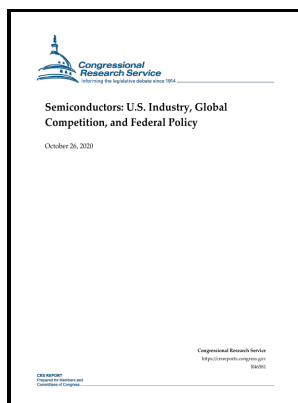 Congressional
Research Service
Informing the legislative debate since 1914
Semiconductors: U.S. Industry, Global
Competition, and Federal Policy
October 26, 2020
Congressional Research Service
https://crsreports.congress.gov
R46581
CRS REPORT
Prepared for Members and
Committees of Congress